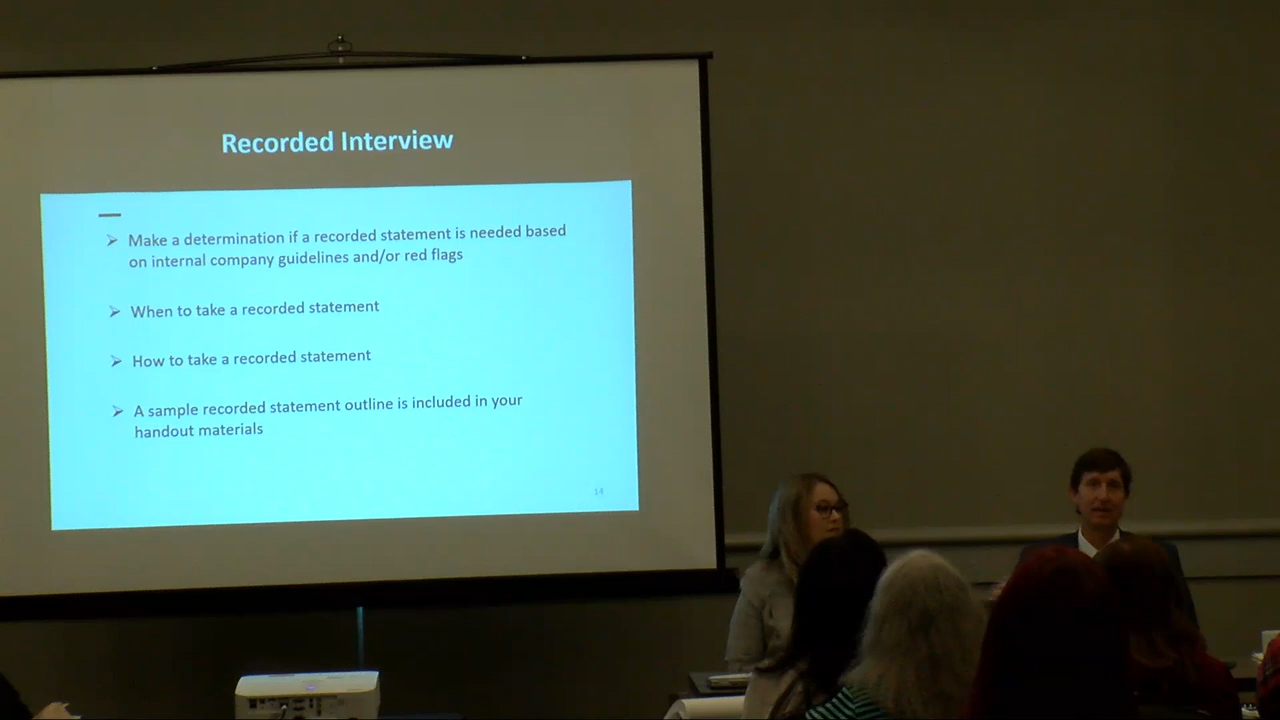 Recorded Interview
➢ Make a determination if a recorded statement is needed based
on internal company guidelines and/or red flags
➢ When to take a recorded statement
➢ How to take a recorded statement
➢ A sample recorded statement outline is included in your
handout materials
14